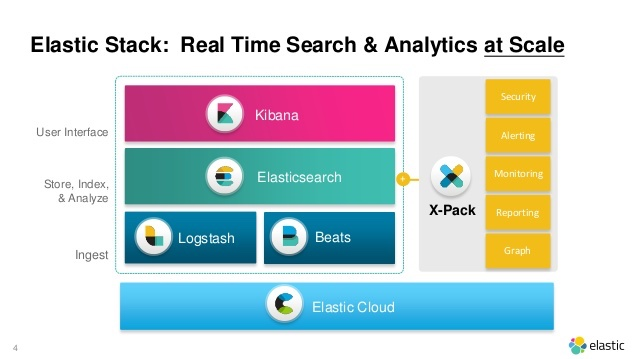 Elastic Stack: Real Time Search & Analytics at Scale
User Interface
Kibana
Store, Index,
& Analyze
Elasticsearch
Ingest
Logstash
Beats
+
X-Pack
Security
Alerting
Monitoring
Reporting
Graph
Elastic Cloud
4
elastic